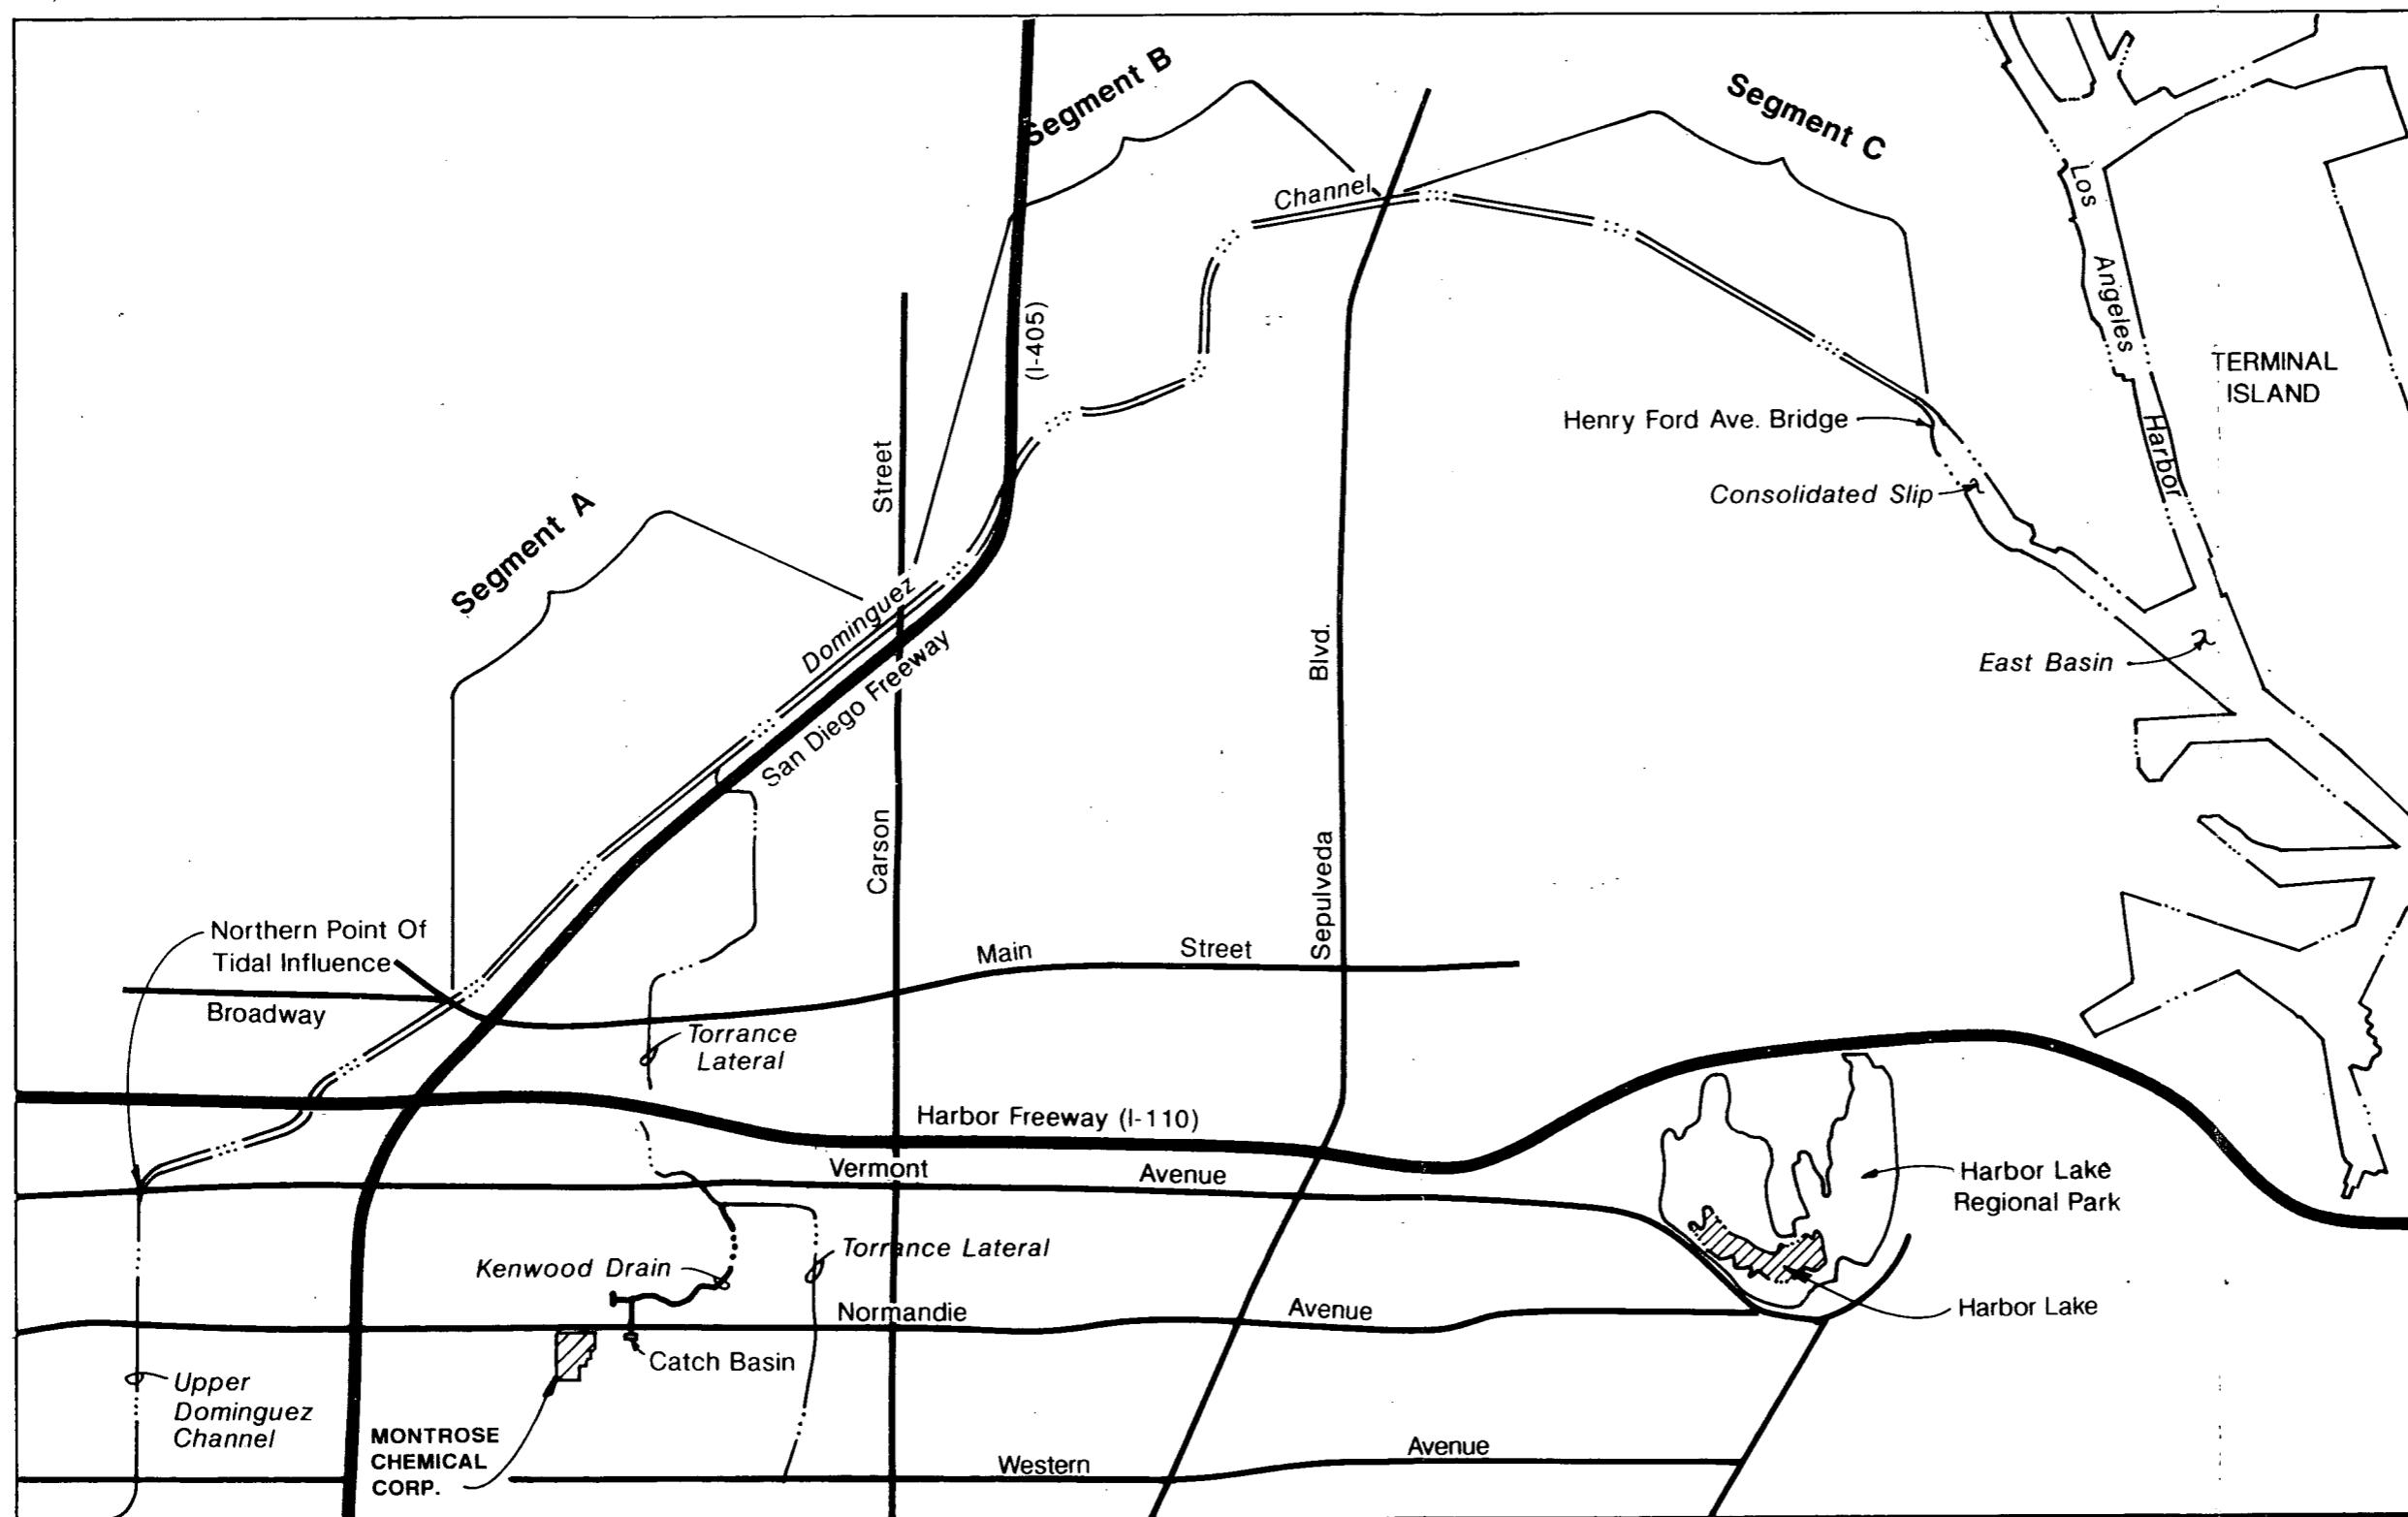 Segment B
Segment C
Channel
Los
Angeles
Harbor
(I-405)
TERMINAL
ISLAND
Henry Ford Ave. Bridge
Consolidated Slip
Street
Segment A
Dominguez
San Diego Freeway
Blvd.
East Basin
Carson
Sepulveda
Northern Point Of
Tidal Influence
Main Street
Broadway
Torrance
Lateral
Harbor Freeway (I-110)
Vermont Avenue
Harbor Lake
Regional Park
Torrance Lateral
Kenwood Drain
Normandie Avenue
Harbor Lake
Catch Basin
Upper
Dominguez
Channel
MONTROSE
CHEMICAL
CORP.
Western Avenue